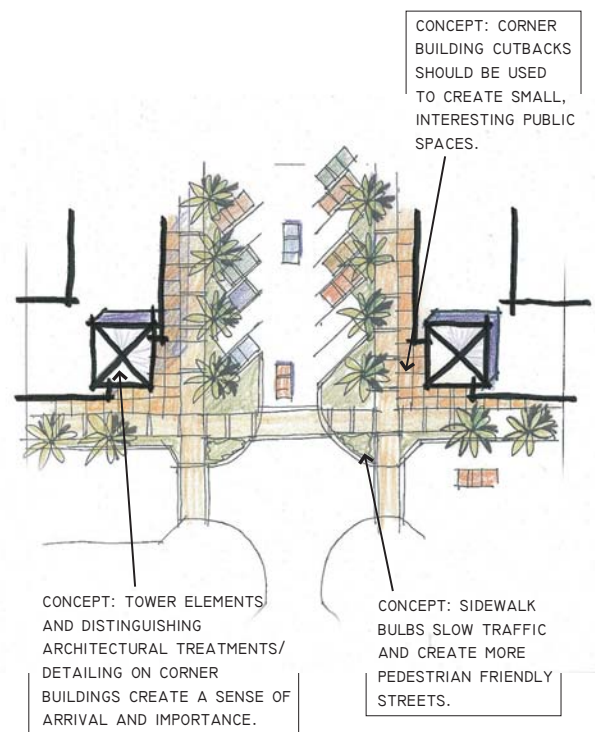 CONCEPT: CORNER
BUILDING CUTBACKS
SHOULD BE USED
TO CREATE SMALL,
INTERESTING PUBLIC
SPACES.
CONCEPT: TOWER ELEMENTS
AND DISTINGUISHING
ARCHITECTURAL TREATMENTS/
DETAILING ON CORNER
BUILDINGS CREATE A SENSE OF
ARRIVAL AND IMPORTANCE.
CONCEPT: SIDEWALK
BULBS SLOW TRAFFIC
AND CREATE MORE
PEDESTRIAN FRIENDLY
STREETS.